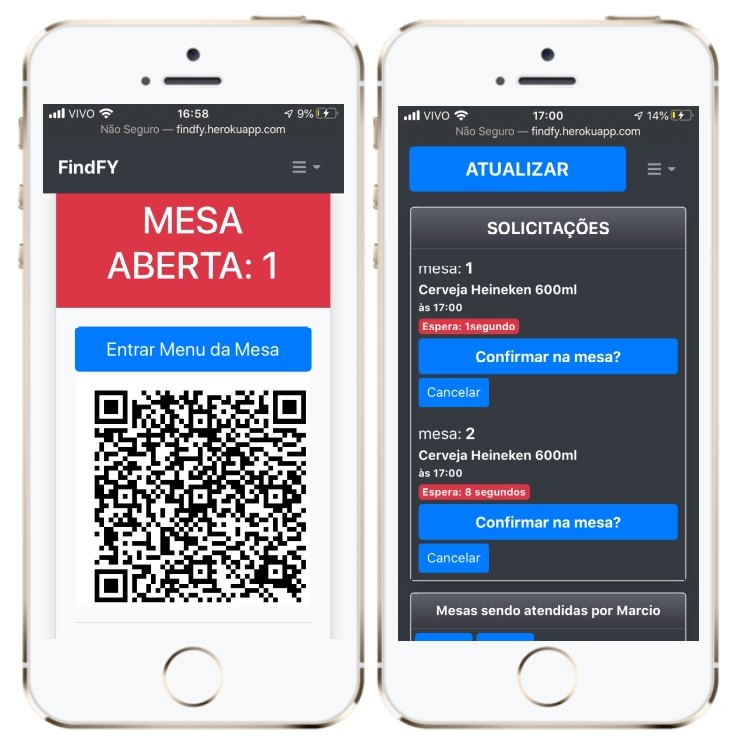 VIVO 16:58 9%
Não Seguro — findfy.herokuapp.com
FindFY
MESA
ABERTA: 1
Entrar Menu da Mesa
VIVO 17:00 14%
Não Seguro — findfy.herokuapp.com
ATUALIZAR
SOLICITAÇÕES
mesa: 1
Cerveja Heineken 600ml
às 17:00
Espera: 1segundo
Confirmar na mesa?
Cancelar
mesa: 2
Cerveja Heineken 600ml
às 17:00
Espera: 8 segundos
Confirmar na mesa?
Cancelar
Mesas sendo atendidas por Marcio